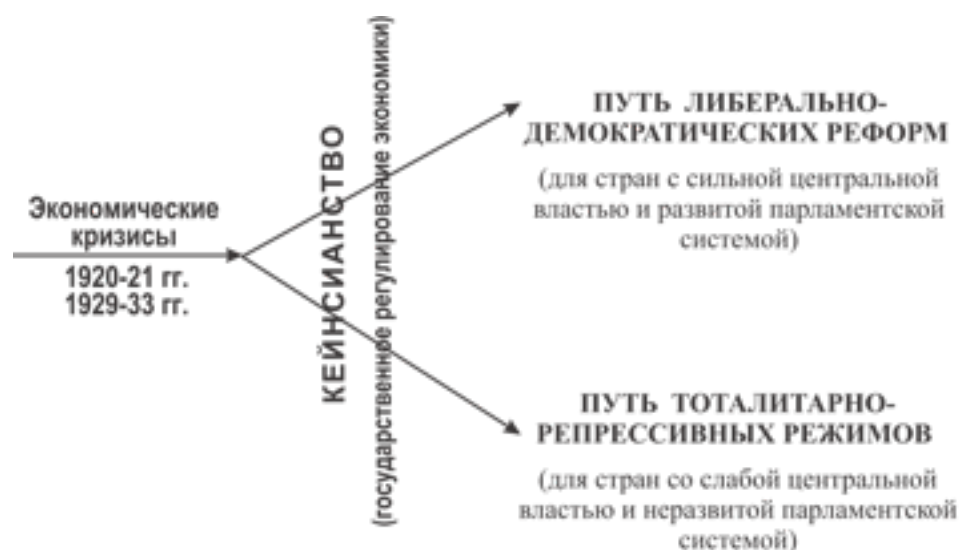 Экономические
кризисы
1920-21 гг.
1929-33 гг.
КЕЙНСИАНСТВО
(государственное регулирование экономики)
ПУТЬ ЛИБЕРАЛЬНО-
ДЕМОКРАТИЧЕСКИХ РЕФОРМ
(для стран с сильной центральной
властью и развитой парламентской
системой)
ПУТЬ ТОТАЛИТАРНО-
РЕПРЕССИВНЫХ РЕЖИМОВ
(для стран со слабой центральной
властью и неразвитой парламентской
системой)